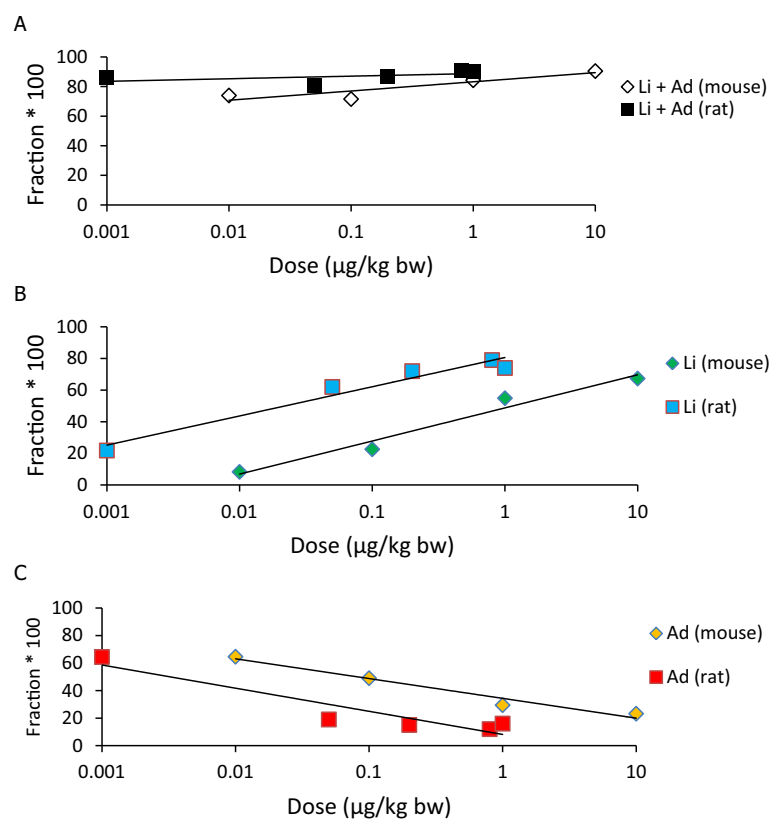 A
Fraction * 100
100
80
60
40
20
0
0.001 0.01 0.1 1 10
Dose (µg/kg bw)
Li + Ad (mouse)
Li + Ad (rat)
B
Fraction * 100
100
80
60
40
20
0
0.001 0.01 0.1 1 10
Dose (µg/kg bw)
Li (mouse)
Li (rat)
C
Fraction * 100
100
80
60
40
20
0
0.001 0.01 0.1 1 10
Dose (µg/kg bw)
Ad (mouse)
Ad (rat)